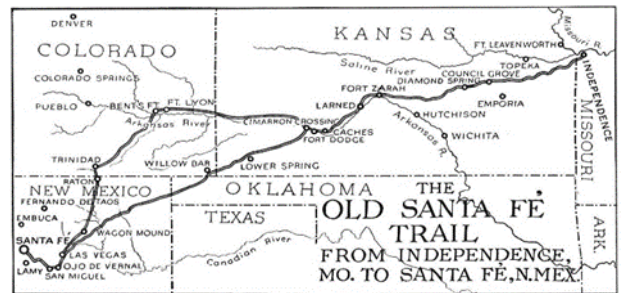 DENVER
KANSAS
Missouri R.
COLORADO
FT. LEAVENWORTH
Saline River
TOPEKA
COLORADO SPRINGS
COUNCIL GROVE
DIAMOND SPRING
FORT ZARAH
INDEPENDENCE
PUEBLO
BENTS FT.
FT. LYON
LARNED
EMPORIA
MISSOURI
Arkansas River
CIMARRON CROSSING
CACHES
HUTCHISON
FORT DODGE
Arkansas R.
WICHITA
TRINIDAD
WILLOW BAR
LOWER SPRING
RATON
NEW MEXICO
OKLAHOMA
FERNANDO DE TAOS
EMBUCA
TEXAS
ARK.
SANTA FÉ
WAGON MOUND
LAS VEGAS
Canadian River
LAMY
OJO DE VERNAL
SAN MIGUEL
THE
OLD SANTA FÉ
TRAIL
FROM INDEPENDENCE,
MO. TO SANTA FÉ, N.MEX.